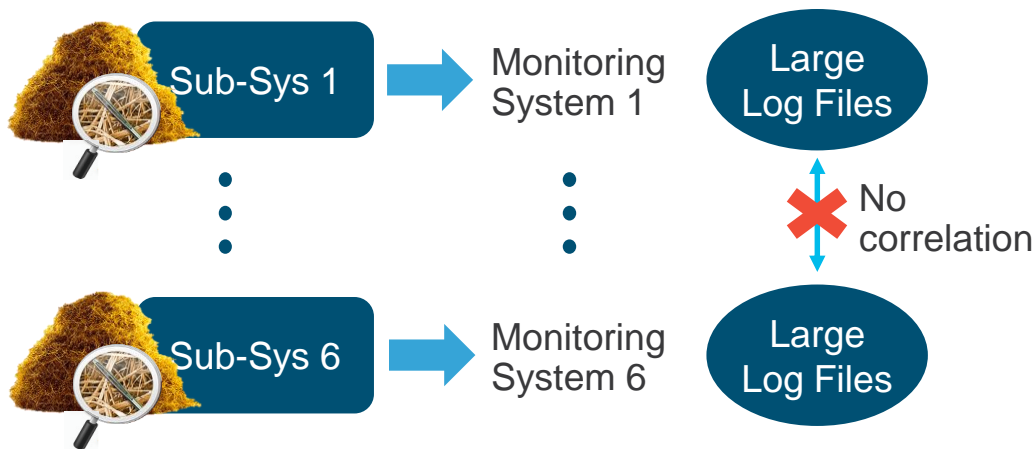 Sub-Sys 1
Monitoring
System 1
Large
Log Files
No
correlation
Sub-Sys 6
Monitoring
System 6
Large
Log Files